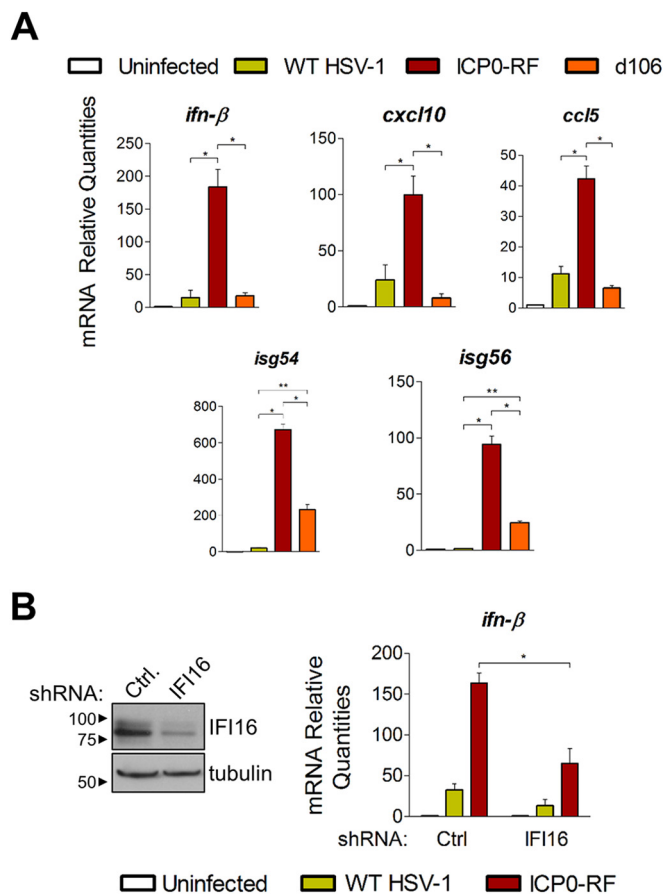 A
Uninfected WT HSV-1 ICP0-RF d106
ifn-β cxcl10 ccl5
mRNA Relative Quantities
250
200
150
100
50
0
* *
150
100
50
0
* *
50
40
30
20
10
0
* *
isg54 isg56
800
600
400
200
0
**
* *
150
100
50
0
**
* *
B
shRNA: Ctrl. IFI16
100
75
IFI16
50
tubulin
ifn-β
mRNA Relative
Quantities
200
150
100
50
0
*
shRNA: Ctrl IFI16
Uninfected WT HSV-1 ICP0-RF